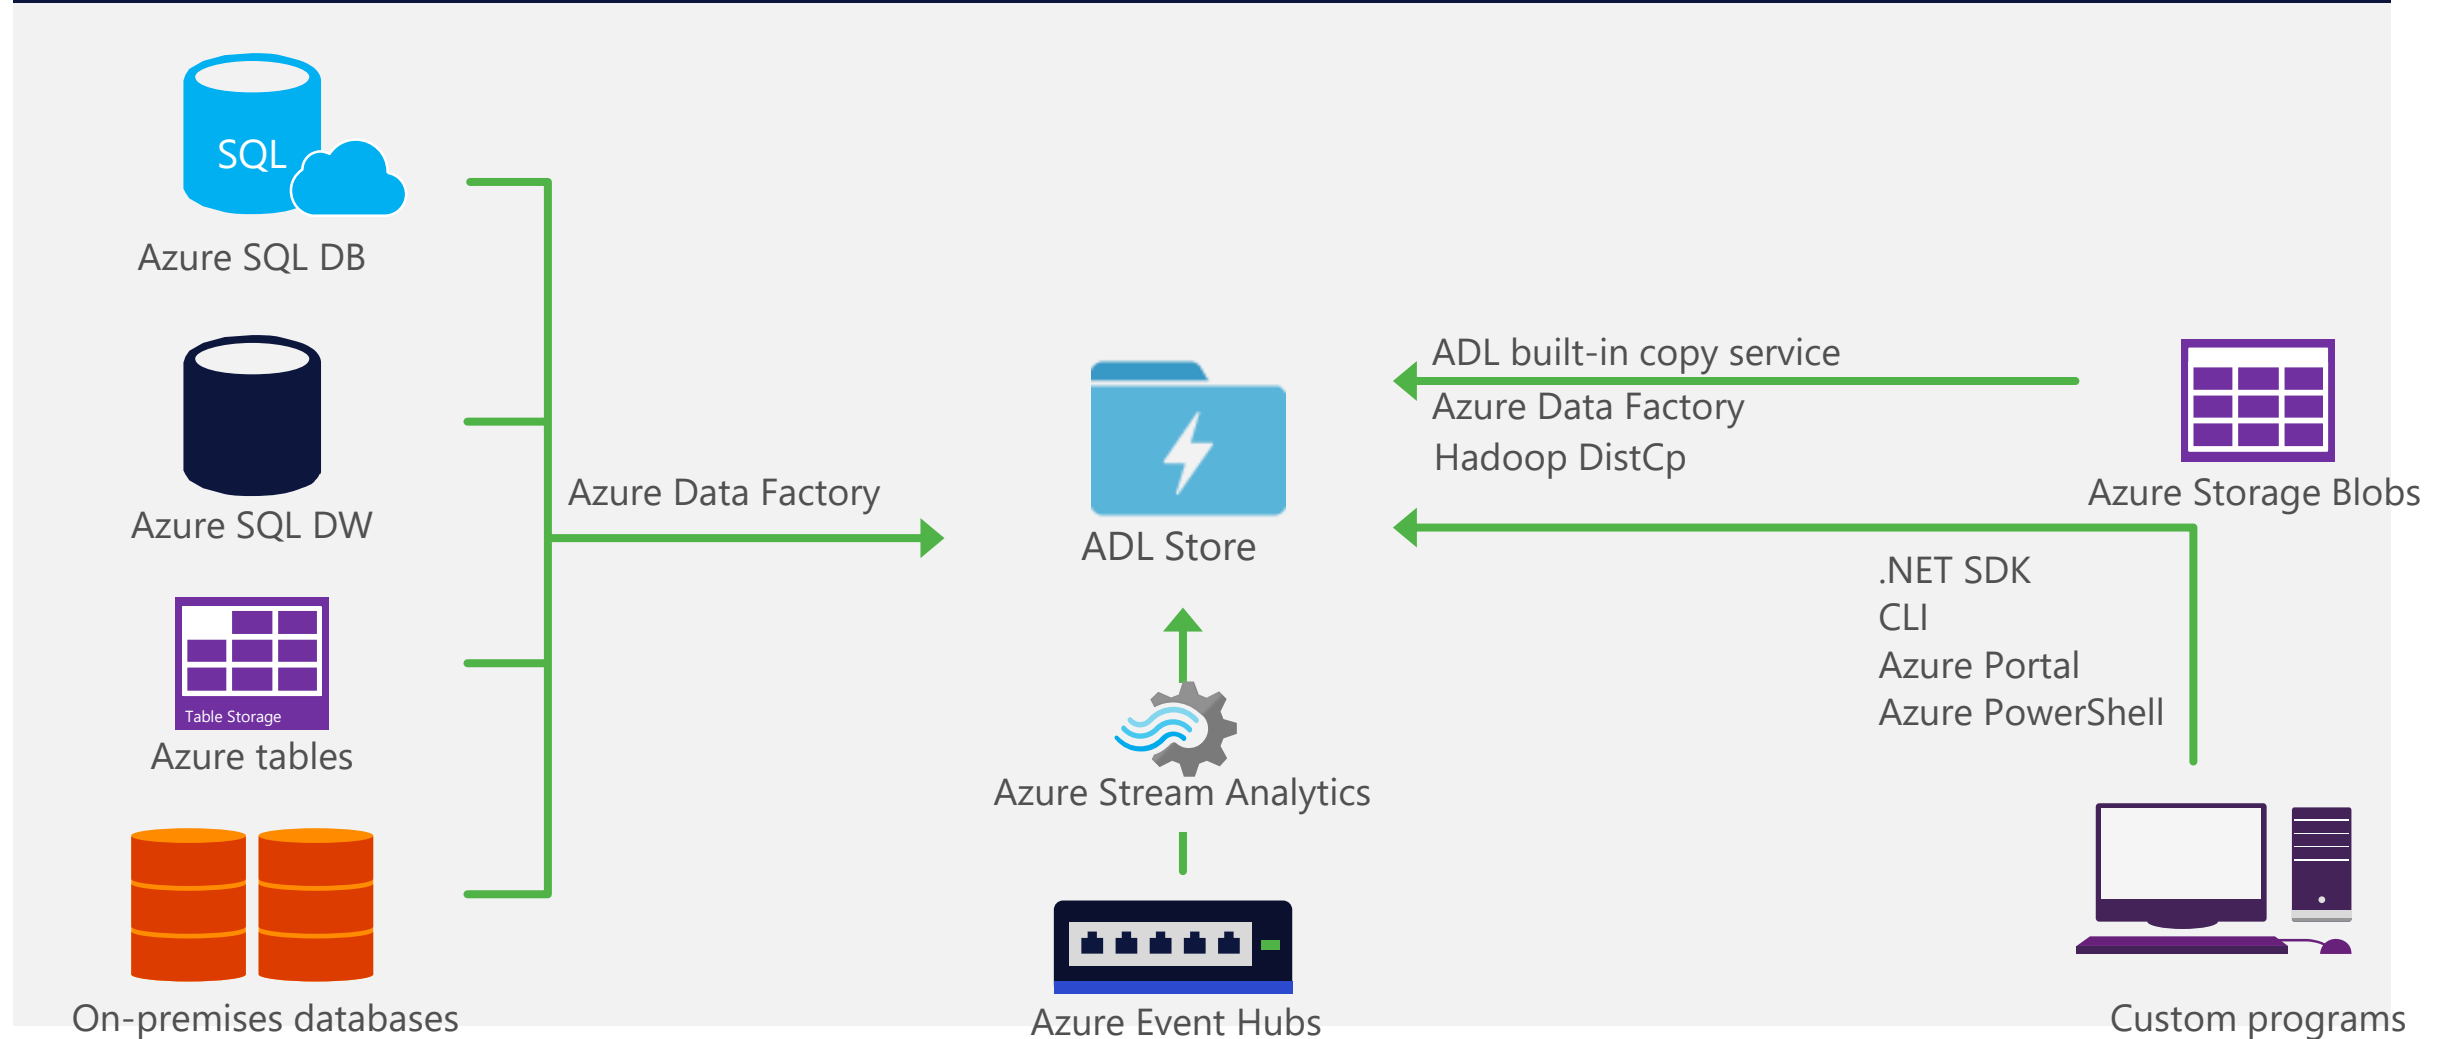 SQL
Azure SQL DB
Azure SQL DW
Table Storage
Azure tables
On-premises databases
Azure Data Factory
ADL Store
Azure Stream Analytics
Azure Event Hubs
ADL built-in copy service
Azure Data Factory
Hadoop DistCp
Azure Storage Blobs
.NET SDK
CLI
Azure Portal
Azure PowerShell
Custom programs